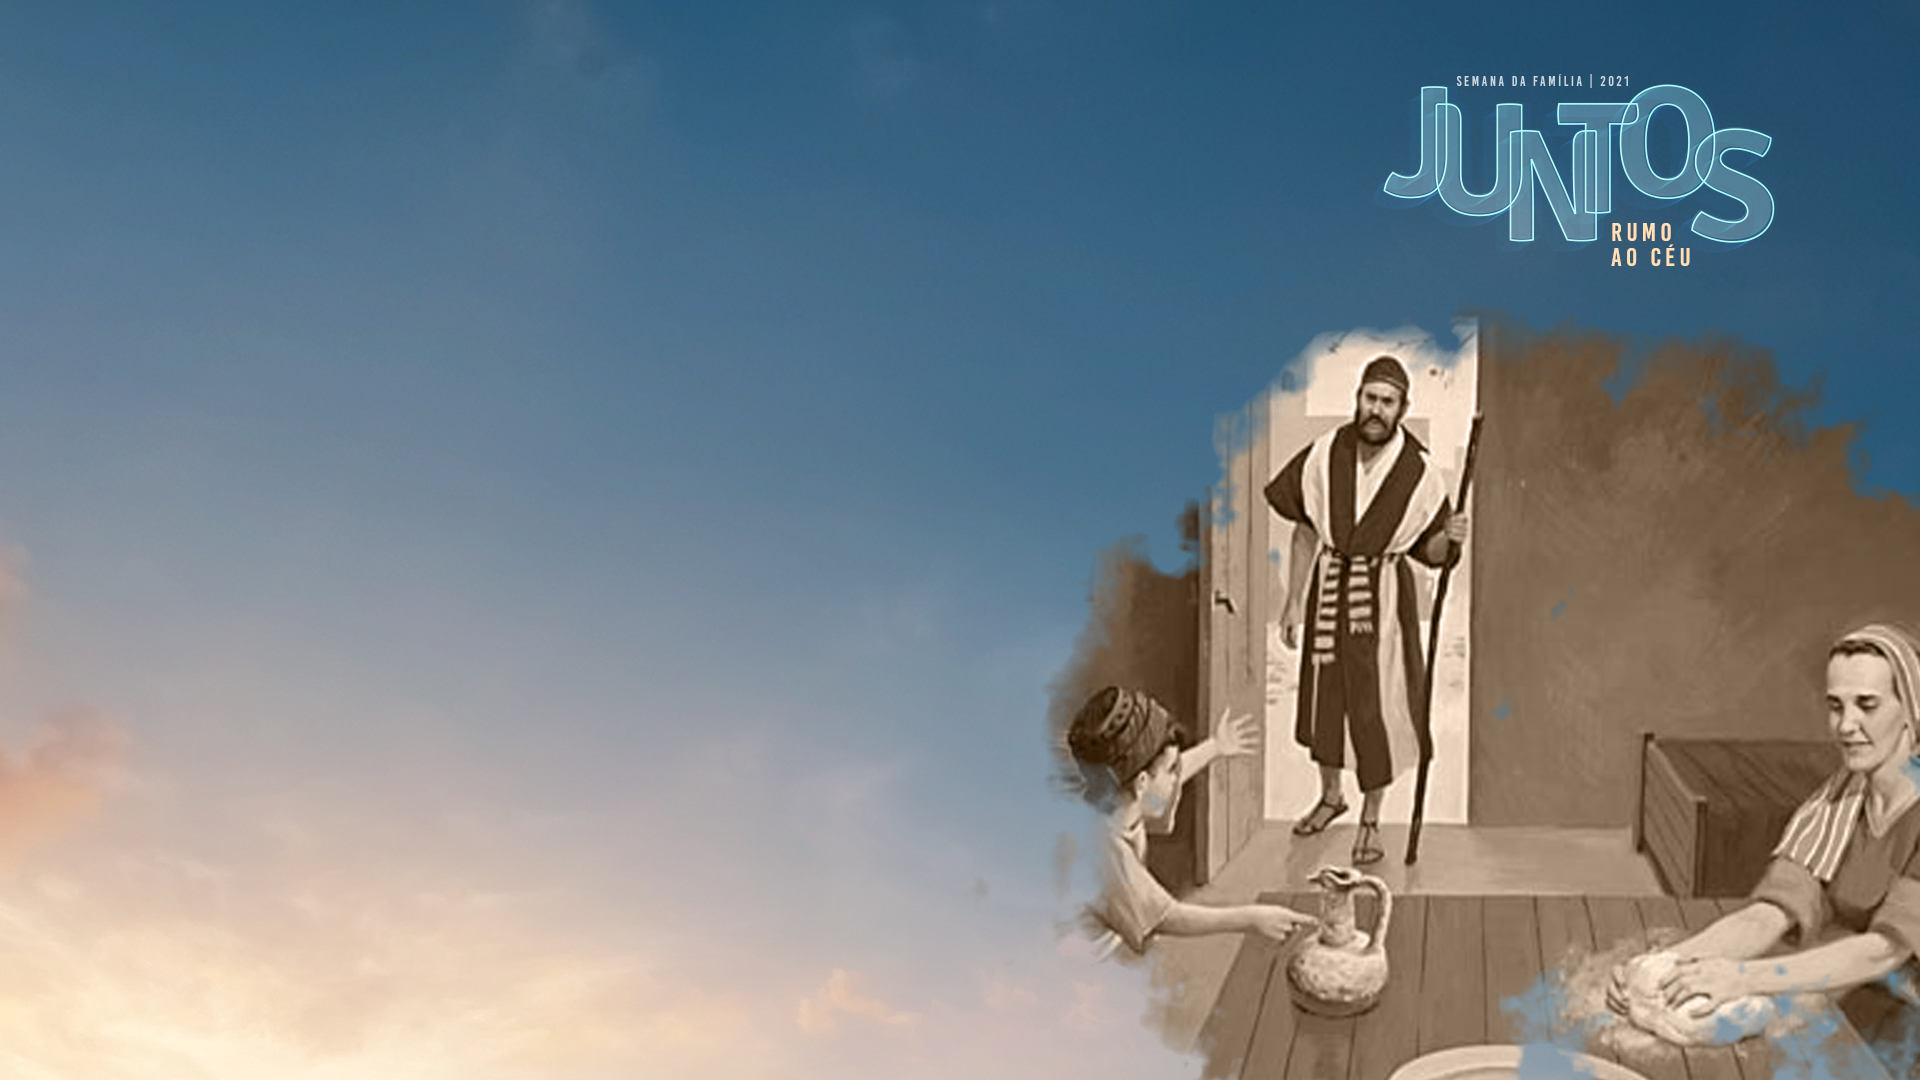 SEMANA DA FAMÍLIA | 2021
JUNTOS
RUMO
AO CÉU